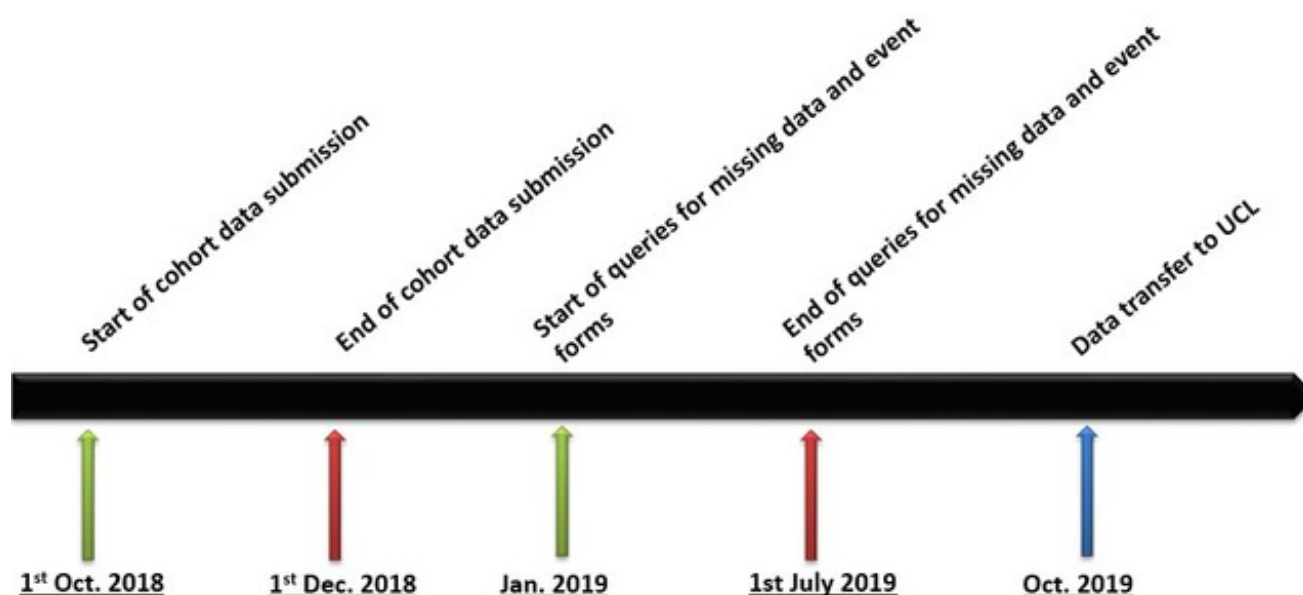 Start of cohort data submission
End of cohort data submission
Start of queries for missing data and event
forms
End of queries for missing data and event
forms
Data transfer to UCL
1st Oct. 2018
1st Dec. 2018
Jan. 2019
1st July 2019
Oct. 2019